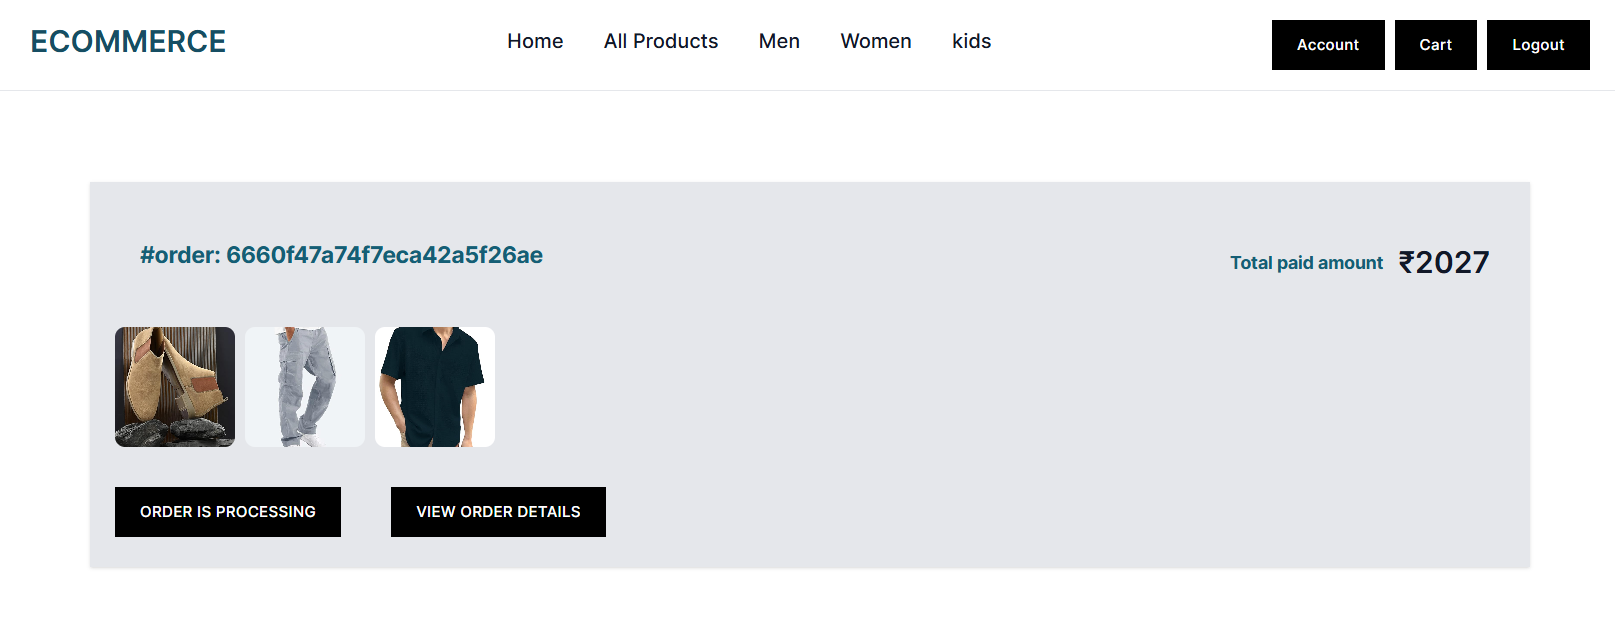 ECOMMERCE
Home All Products Men Women kids
Account Cart Logout
#order: 6660f47a74f7eca42a5f26ae
Total paid amount ₹2027
ORDER IS PROCESSING
VIEW ORDER DETAILS